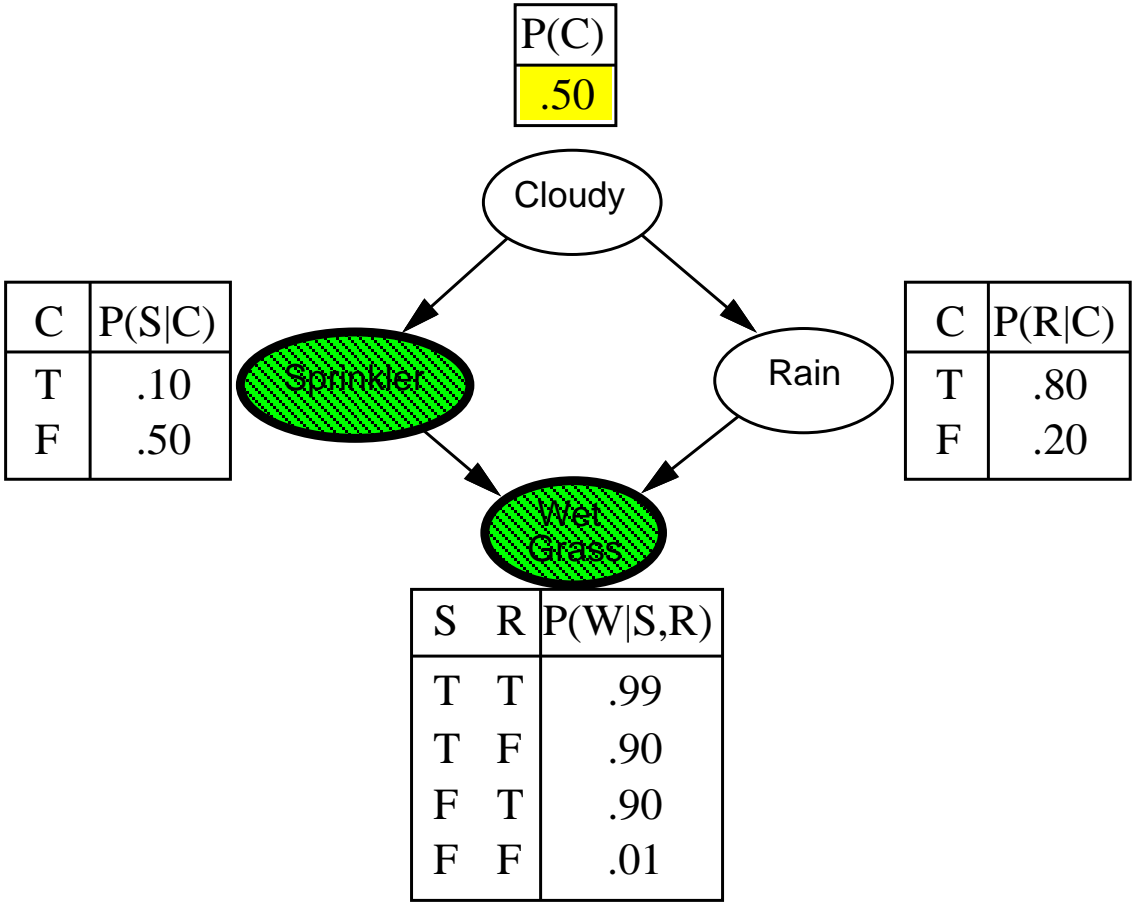 P(C)
.50
Cloudy
C P(S|C)
T .10
F .50
Sprinkler
Rain
C P(R|C)
T .80
F .20
Wet
Grass
S R P(W|S,R)
T T .99
T F .90
F T .90
F F .01